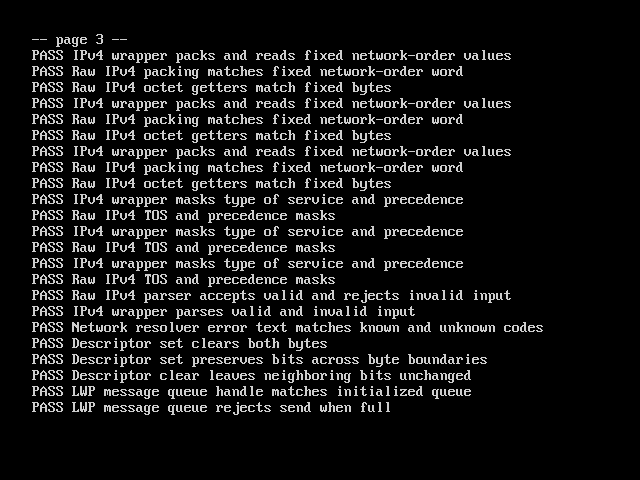 -- page 3 --
PASS IPv4 wrapper packs and reads fixed network-order values
PASS Raw IPv4 packing matches fixed network-order word
PASS Raw IPv4 octet getters match fixed bytes
PASS IPv4 wrapper packs and reads fixed network-order values
PASS Raw IPv4 packing matches fixed network-order word
PASS Raw IPv4 octet getters match fixed bytes
PASS IPv4 wrapper packs and reads fixed network-order values
PASS Raw IPv4 packing matches fixed network-order word
PASS Raw IPv4 octet getters match fixed bytes
PASS IPv4 wrapper masks type of service and precedence
PASS Raw IPv4 TOS and precedence masks
PASS IPv4 wrapper masks type of service and precedence
PASS Raw IPv4 TOS and precedence masks
PASS IPv4 wrapper masks type of service and precedence
PASS Raw IPv4 TOS and precedence masks
PASS Raw IPv4 parser accepts valid and rejects invalid input
PASS IPv4 wrapper parses valid and invalid input
PASS Network resolver error text matches known and unknown codes
PASS Descriptor set clears both bytes
PASS Descriptor set preserves bits across byte boundaries
PASS Descriptor clear leaves neighboring bits unchanged
PASS LWP message queue handle matches initialized queue
PASS LWP message queue rejects send when full